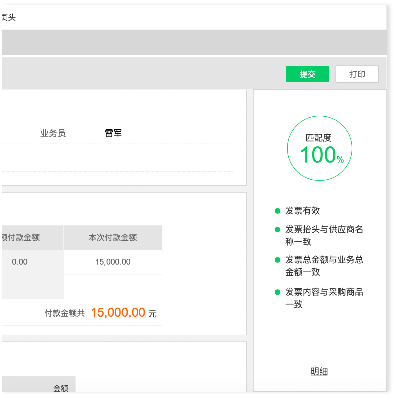 提交
打印
业务员
雷军
匹配度
100%
发票有效
发票抬头与供应商名
称一致
发票总金额与业务总
金额一致
发票内容与采购商品
一致
付款金额
本次付款金额
0.00
15,000.00
付款金额共 15,000.00 元
明细
金额